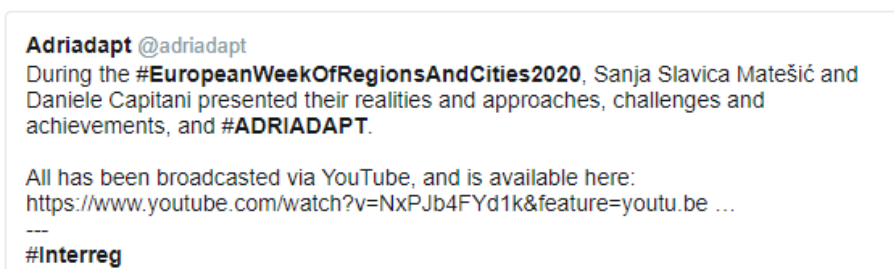 Adriadapt @adriadapt
During the #EuropeanWeekOfRegionsAndCities2020, Sanja Slavica Matešić and
Daniele Capitani presented their realities and approaches, challenges and
achievements, and #ADRIADAPT.
All has been broadcasted via YouTube, and is available here:
https://www.youtube.com/watch?v=NxPJb4FYd1k&feature=youtu.be …
---
#Interreg